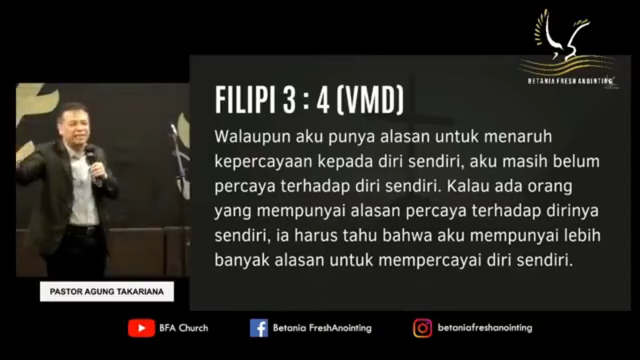 BETANIA FRESH ANOINTING
FILIPI 3 : 4 (VMD)
Walaupun aku punya alasan untuk menaruh
kepercayaan kepada diri sendiri, aku masih belum
percaya terhadap diri sendiri. Kalau ada orang
yang mempunyai alasan percaya terhadap dirinya
sendiri, ia harus tahu bahwa aku mempunyai lebih
banyak alasan untuk mempercayai diri sendiri.
PASTOR AGUNG TAKARIANA
BFA Church
Betania FreshAnointing
betaniafreshanointing